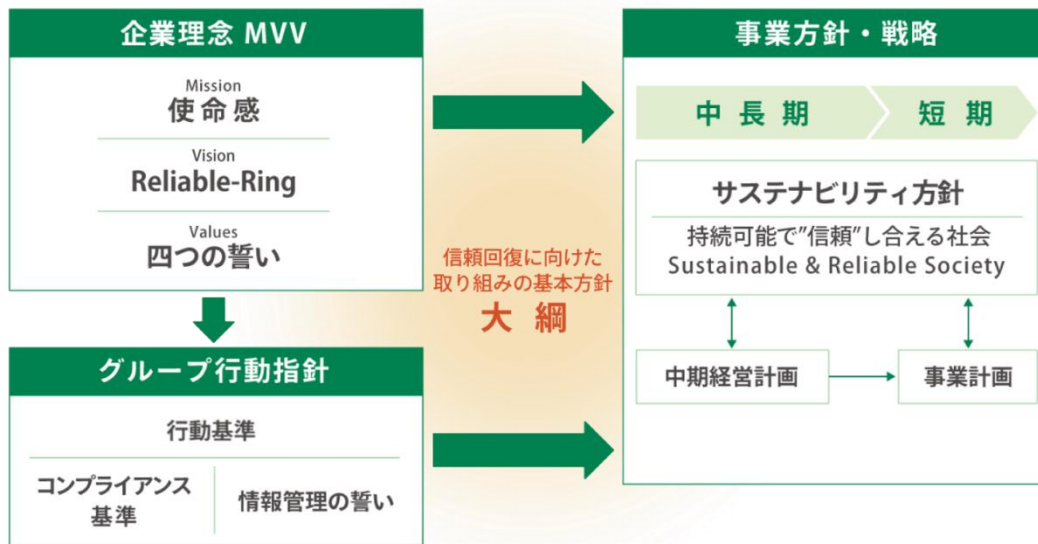 企業理念 MVV
Mission
使命感
Vision
Reliable-Ring
Values
四つの誓い
グループ行動指針
行動基準
コンプライアンス
基準
情報管理の誓い
信頼回復に向けた
取り組みの基本方針
大綱
事業方針・戦略
中長期
短期
サステナビリティ方針
持続可能で”信頼”し合える社会
Sustainable & Reliable Society
中期経営計画
事業計画